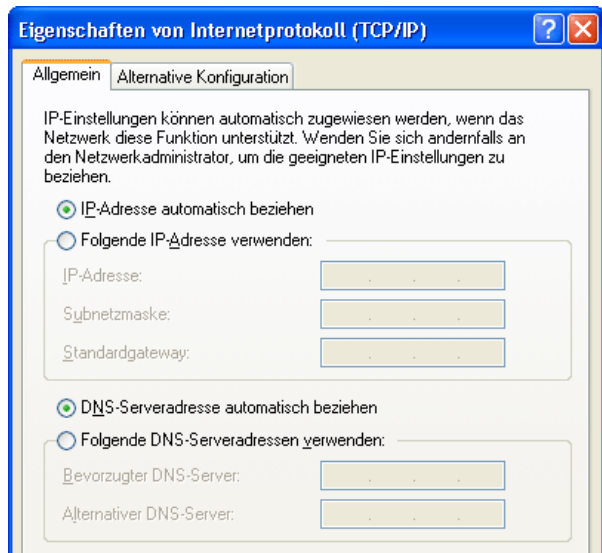 Eigenschaften von Internetprotokoll (TCP/IP)
Allgemein
Alternative Konfiguration
IP-Einstellungen können automatisch zugewiesen werden, wenn das
Netzwerk diese Funktion unterstützt. Wenden Sie sich andernfalls an
den Netzwerkadministrator, um die geeigneten IP-Einstellungen zu
beziehen.
IP-Adresse automatisch beziehen
Folgende IP-Adresse verwenden:
IP-Adresse:
Subnetzmaske:
Standardgateway:
DNS-Serveradresse automatisch beziehen
Folgende DNS-Serveradressen verwenden:
Bevorzugter DNS-Server:
Alternativer DNS-Server: